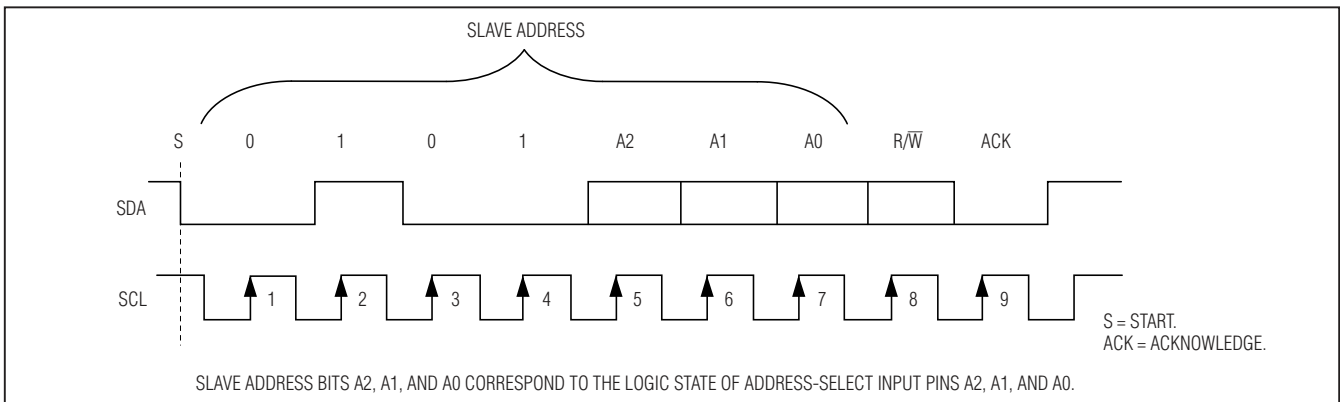 SLAVE ADDRESS
S 0 1 0 1 A2 A1 A0 R/W̅ ACK
SDA
SCL 1 2 3 4 5 6 7 8 9
S = START.
ACK = ACKNOWLEDGE.
SLAVE ADDRESS BITS A2, A1, AND A0 CORRESPOND TO THE LOGIC STATE OF ADDRESS-SELECT INPUT PINS A2, A1, AND A0.